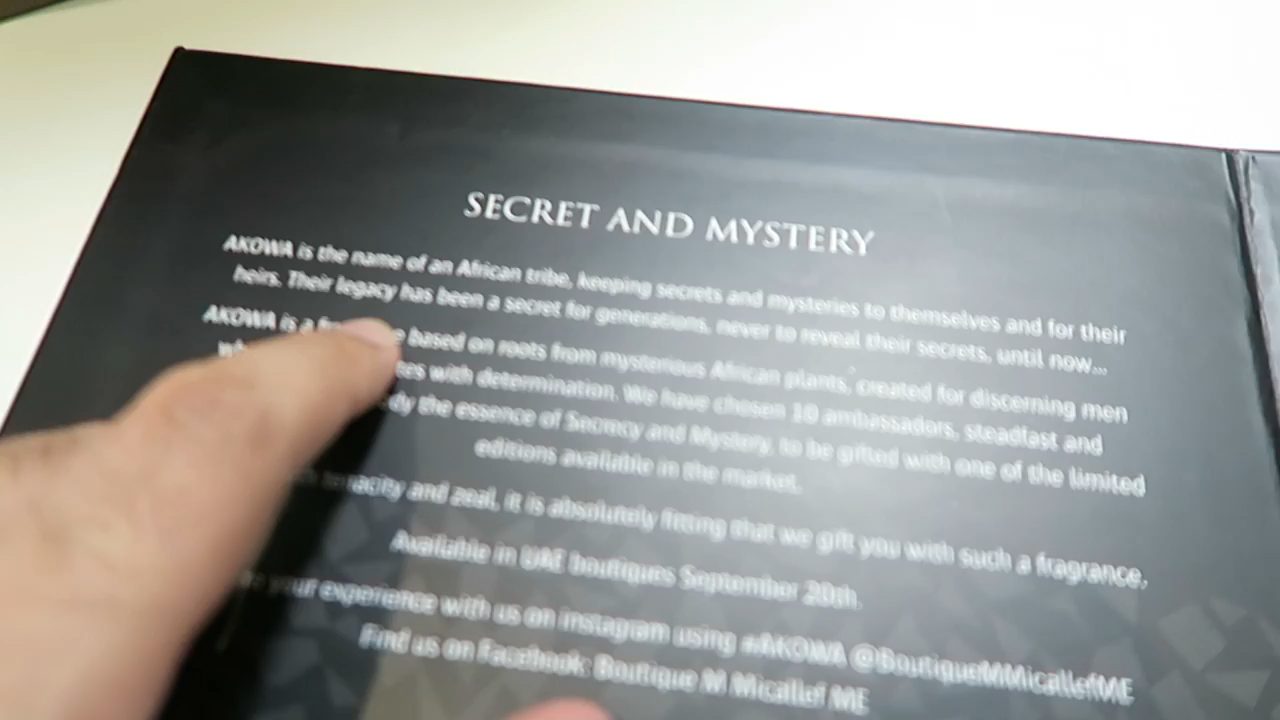 SECRET AND MYSTERY
AKOWA is the name of an African tribe, keeping secrets and mysteries to themselves and for their
heirs. Their legacy has been a secret for generations, never to reveal their secrets, until now...
AKOWA is a based on roots from mysterious African plants, created for discerning men
with determination. We have chosen 10 ambassadors, steadfast and
the essence of Secrecy and Mystery, to be gifted with one of the limited
editions available in the market.
tenacity and zeal, it is absolutely fitting that we gift you with such a fragrance.
Available in UAE boutiques September 20th.
your experience with us on instagram using #AKOWA @BoutiqueMMicallefME
Find us on Facebook: Boutique M Micallef ME